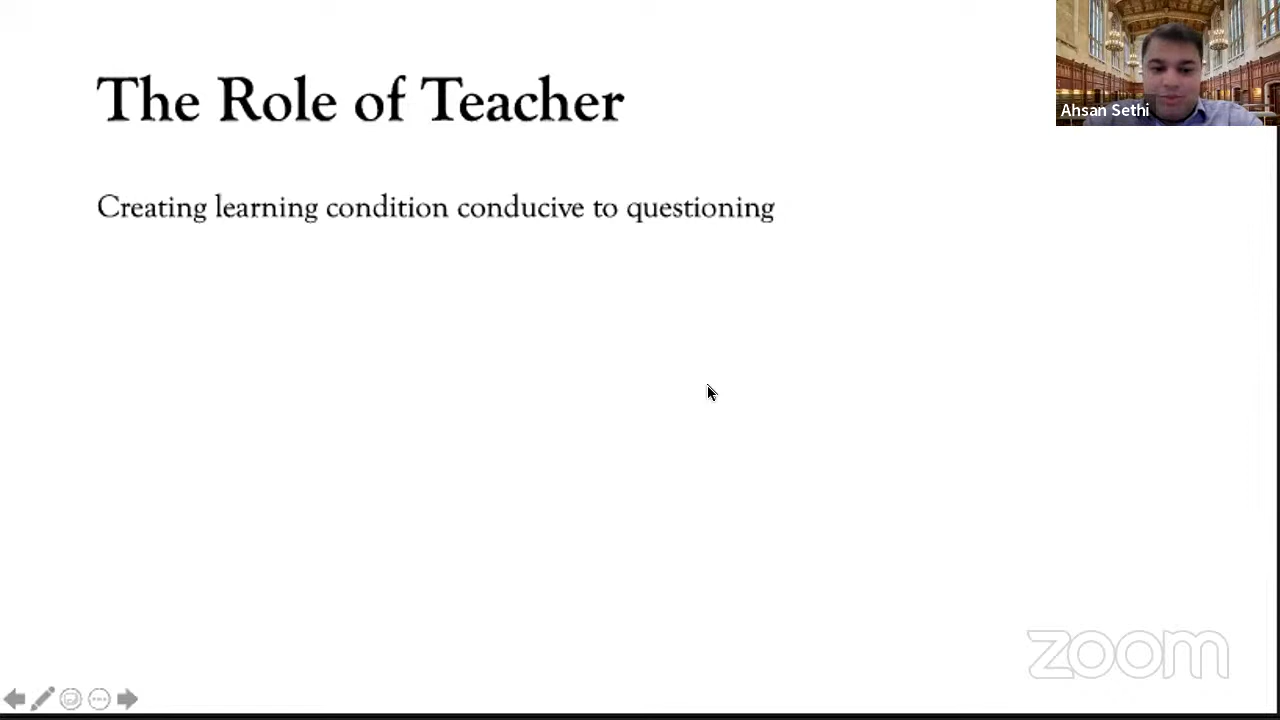 The Role of Teacher
Ahsan Sethi
Creating learning condition conducive to questioning
zoom